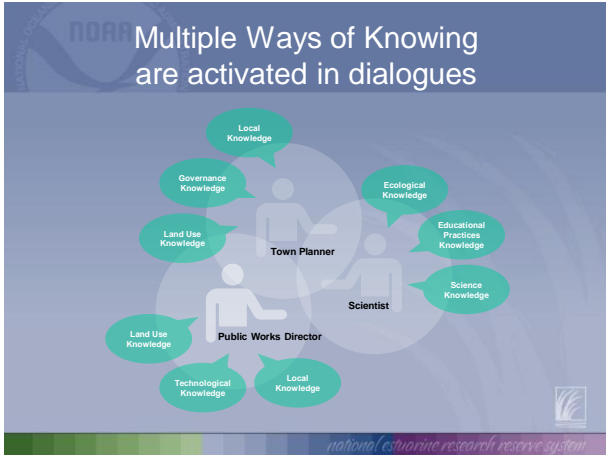 NOAA
Multiple Ways of Knowing
are activated in dialogues
Local
Knowledge
Governance
Knowledge
Ecological
Knowledge
Land Use
Knowledge
Educational
Practices
Knowledge
Town Planner
Science
Knowledge
Scientist
Land Use
Knowledge
Public Works Director
Technological
Knowledge
Local
Knowledge
national estuarine research reserve system